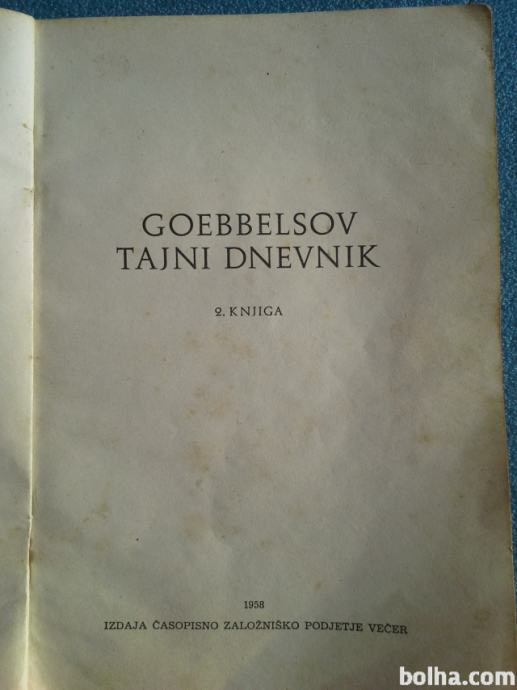 GOEBBELSOV
TAJNI DNEVNIK
2. KNJIGA
1958
IZDAJA ČASOPISNO ZALOŽNIŠKO PODJETJE VEČER
bolha.com